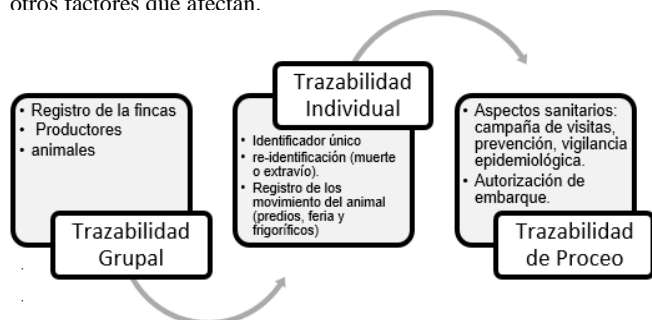 otros factores que afectan.
• Registro de la fincas
• Productores
• animales
Trazabilidad
Grupal
Trazabilidad
Individual
• Identificador único
• re-identificación (muerte
o extravío).
• Registro de los
movimiento del animal
(predios, feria y
frigoríficos)
• Aspectos sanitarios:
campaña de visitas,
prevención, vigilancia
epidemiológica.
• Autorización de
embarque.
Trazabilidad
de Proceo